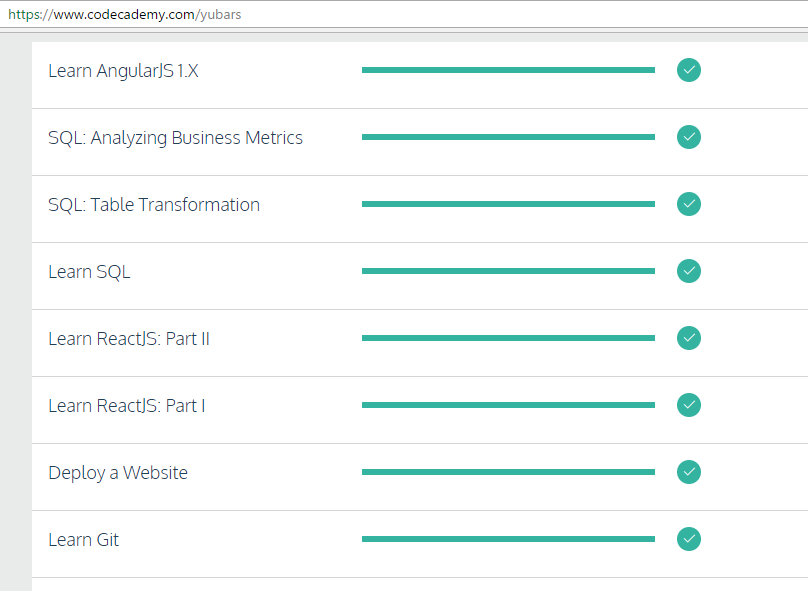 https://www.codecademy.com/yubars
Learn AngularJS 1.X
SQL: Analyzing Business Metrics
SQL: Table Transformation
Learn SQL
Learn ReactJS: Part II
Learn ReactJS: Part I
Deploy a Website
Learn Git